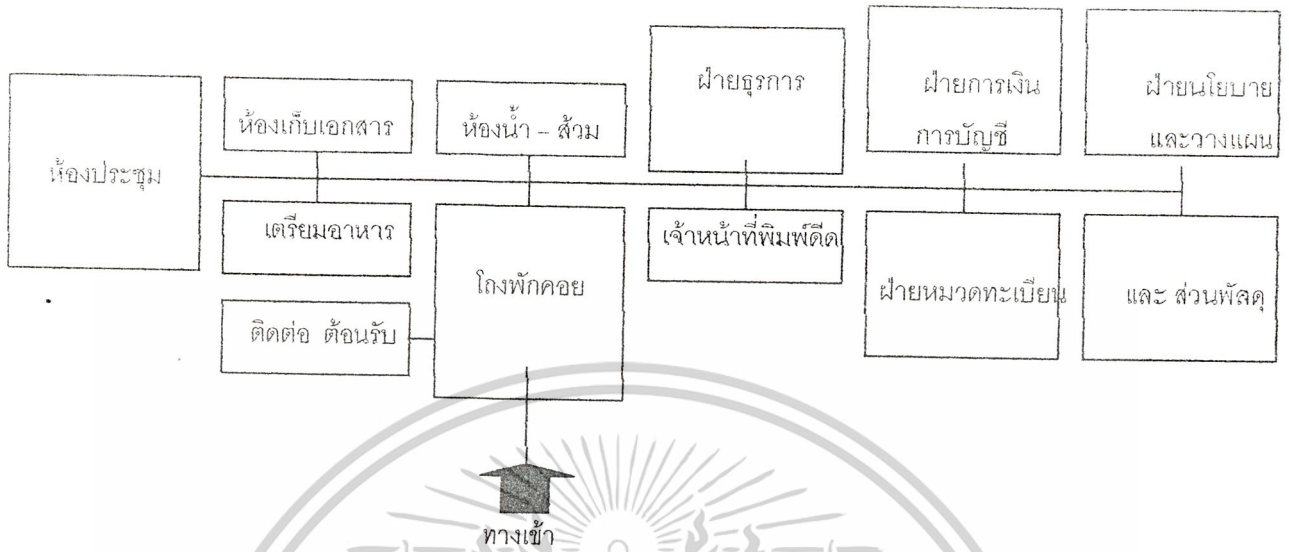 ฝ่ายธุรการ
ฝ่ายการเงิน
การบัญชี
ฝ่ายนโยบาย
และวางแผน
ห้องเก็บเอกสาร
ห้องน้ำ – ส้วม
ห้องประชุม
เตรียมอาหาร
เจ้าหน้าที่พิมพ์ดีด
โถงพักคอย
ฝ่ายหมวดทะเบียน
และ ส่วนพัสดุ
ติดต่อ ต้อนรับ
ทางเข้า